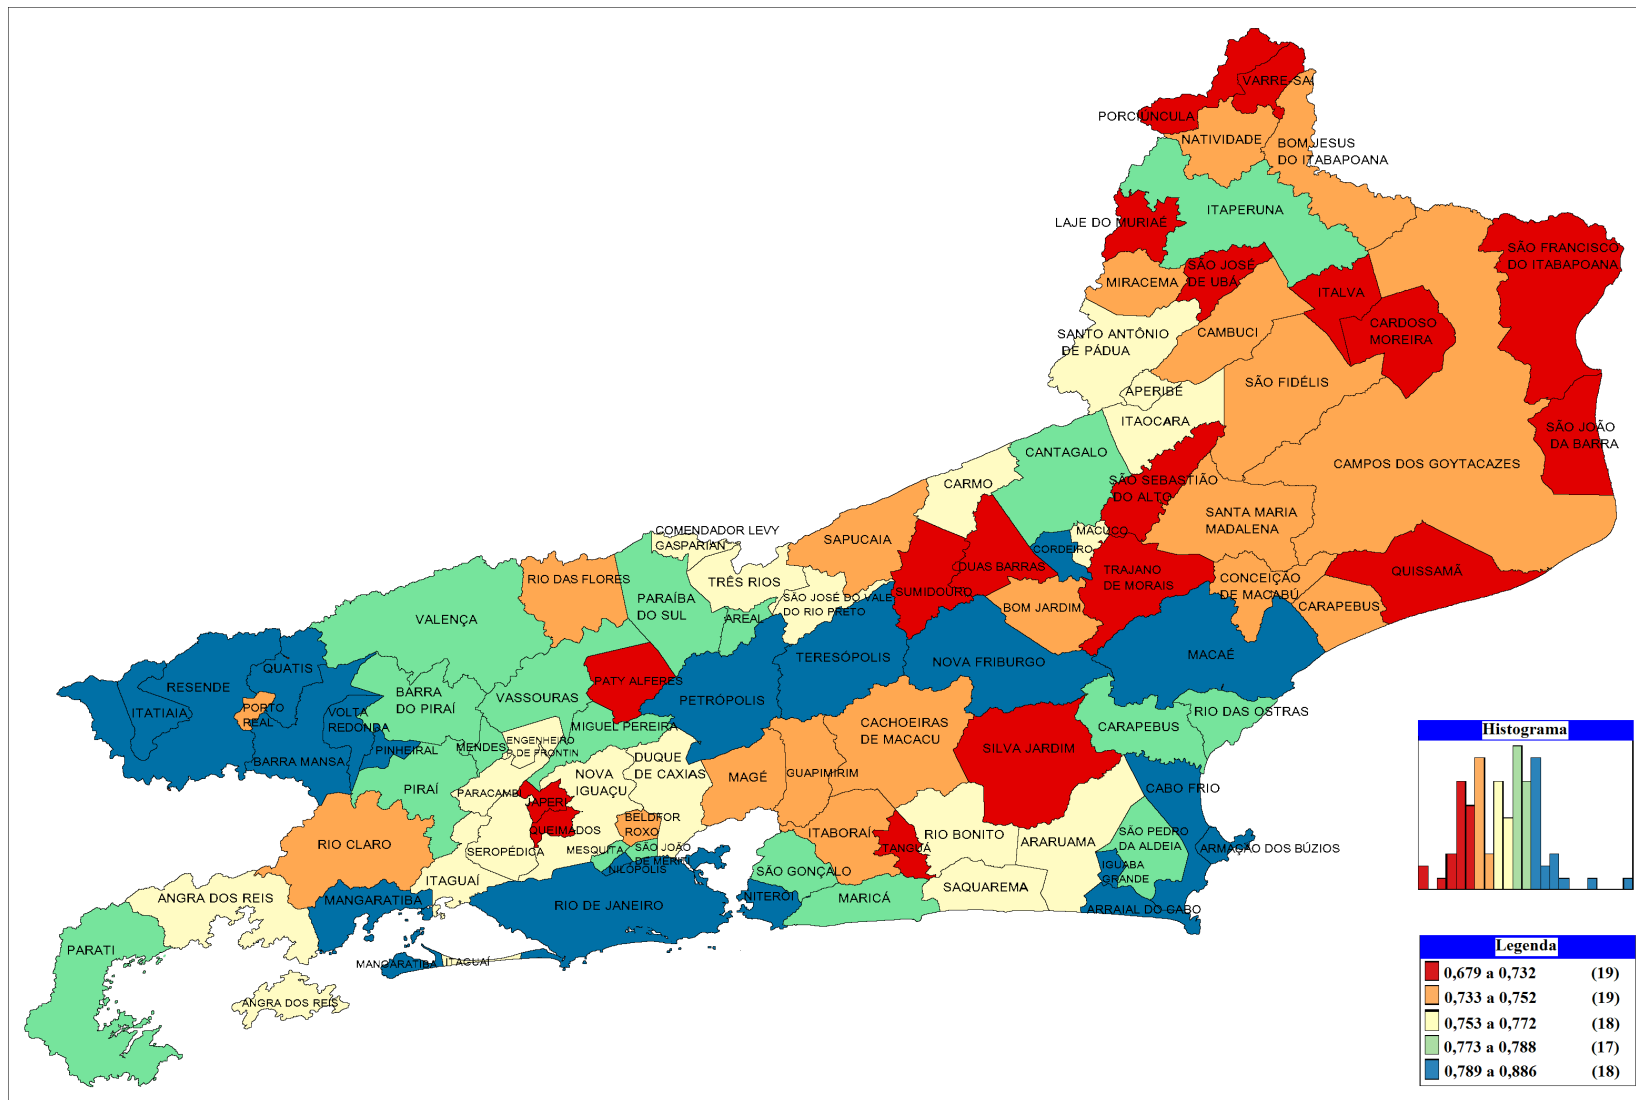 VARRE-SAI
PORCIÚNCULA
NATIVIDADE
BOM JESUS
DO ITABAPOANA
ITAPERUNA
LAJE DO MURIAÉ
SÃO FRANCISCO
DO ITABAPOANA
SÃO JOSÉ
DE UBÁ
MIRACEMA
ITALVA
SANTO ANTÔNIO
DE PÁDUA
CAMBUCI
CARDOSO
MOREIRA
SÃO FIDÉLIS
APERIBÉ
ITAOCARA
SÃO JOÃO
DA BARRA
CANTAGALO
CAMPOS DOS GOYTACAZES
CARMO
SÃO SEBASTIÃO
DO ALTO
SANTA MARIA
MADALENA
COMENDADOR LEVY
GASPARIAN
SAPUCAIA
MACUCO
CORDEIRO
DUAS BARRAS
TRAJANO
DE MORAIS
QUISSAMÃ
CONCEIÇÃO
DE MACABÚ
RIO DAS FLORES
TRÊS RIOS
SUMIDOURO
PARAÍBA
DO SUL
SÃO JOSÉ DO VALE
DO RIO PRETO
BOM JARDIM
CARAPEBUS
VALENÇA
AREAL
TERESÓPOLIS
NOVA FRIBURGO
MACAÉ
QUATIS
RESENDE
PATY ALFERES
BARRA
DO PIRAÍ
VASSOURAS
PETRÓPOLIS
ITATIAIA
PORTO
REAL
VOLTA
REDONDA
MIGUEL PEREIRA
CACHOEIRAS
DE MACACU
CARAPEBUS
RIO DAS OSTRAS
PINHEIRAL
MENDES
ENGENHEIRO
P. DE FRONTIN
SILVA JARDIM
BARRA MANSA
DUQUE
DE CAXIAS
NOVA
IGUAÇU
MAGÉ
GUAPIMIRIM
CABO FRIO
PIRAÍ
PARACAMBI
JAPERI
QUEIMADOS
BELDFOR
ROXO
ITABORAÍ
RIO BONITO
ARARUAMA
SÃO PEDRO
DA ALDEIA
RIO CLARO
TANGUÁ
ARMAÇÃO DOS BÚZIOS
SEROPÉDICA
MESQUITA
SÃO JOÃO
DE MERITI
NILÓPOLIS
SÃO GONÇALO
IGUABA
GRANDE
ITAGUAÍ
SAQUAREMA
ANGRA DOS REIS
MANGARATIBA
RIO DE JANEIRO
NITERÓI
MARICÁ
ARRAIAL DO CABO
PARATI
MANGARATIBA
ITAGUAÍ
ANGRA DOS REIS
Histograma
Legenda
0,679 a 0,732 (19)
0,733 a 0,752 (19)
0,753 a 0,772 (18)
0,773 a 0,788 (17)
0,789 a 0,886 (18)